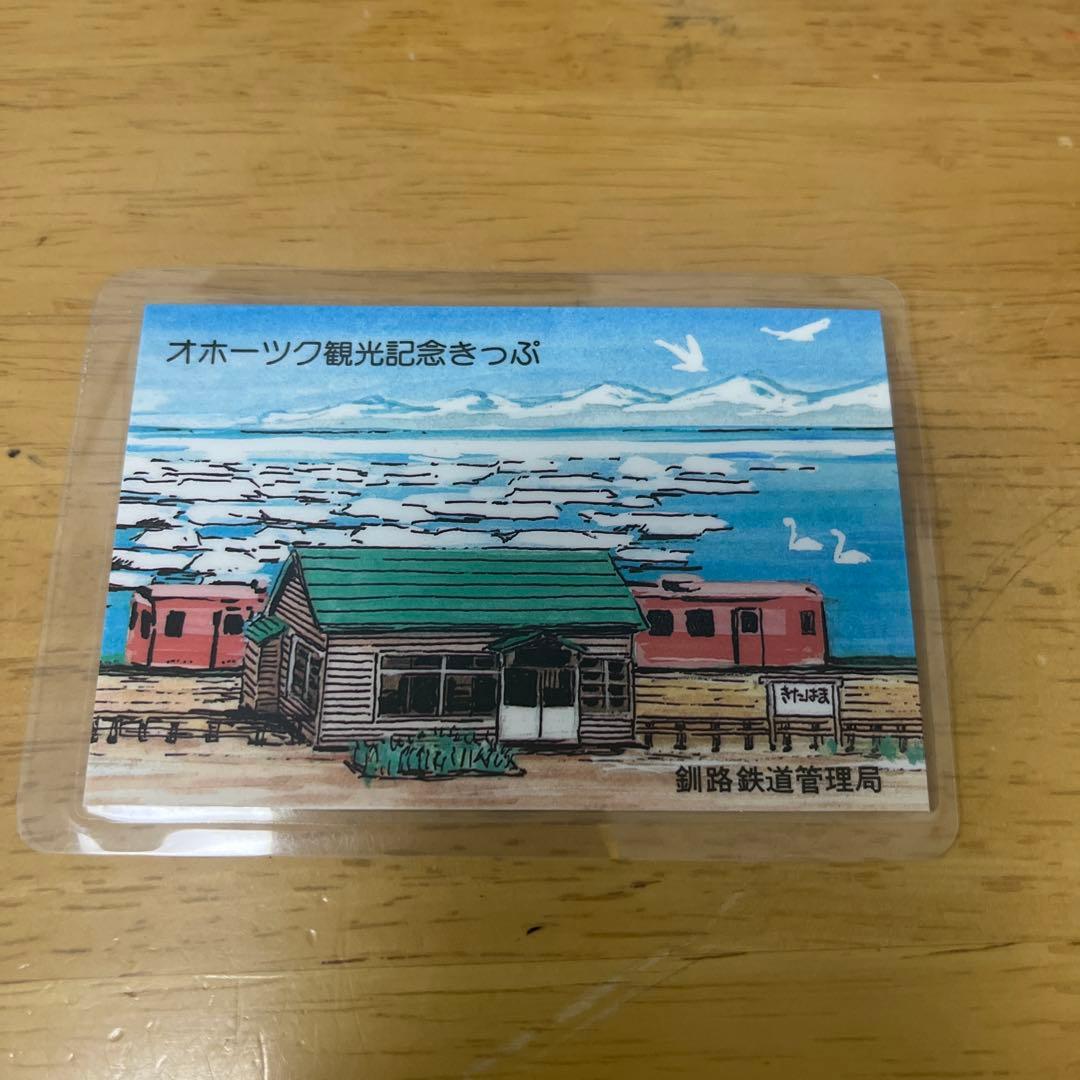 オホーツク観光記念きっぷ
きたはま
釧路鉄道管理局